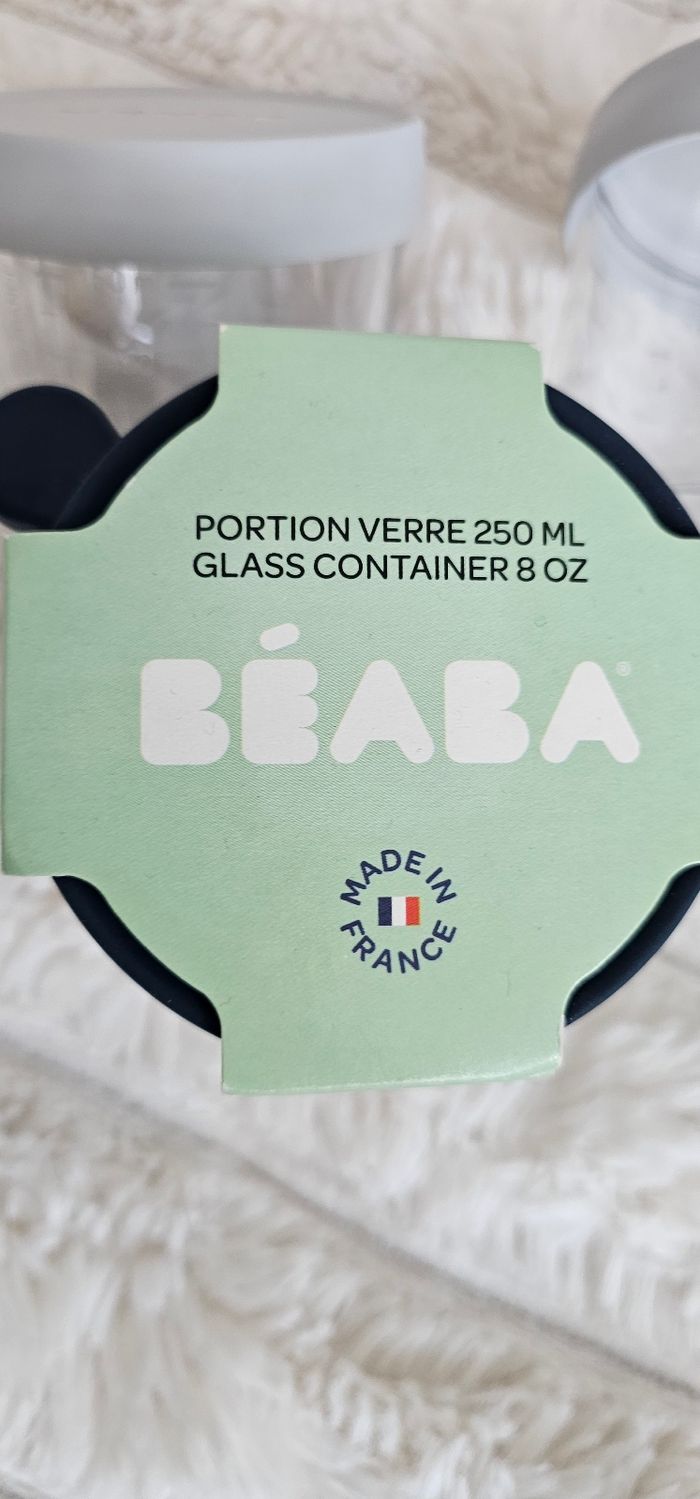 PORTION VERRE 250 ML
GLASS CONTAINER 8 OZ
BÉABA®
MADE IN
FRANCE